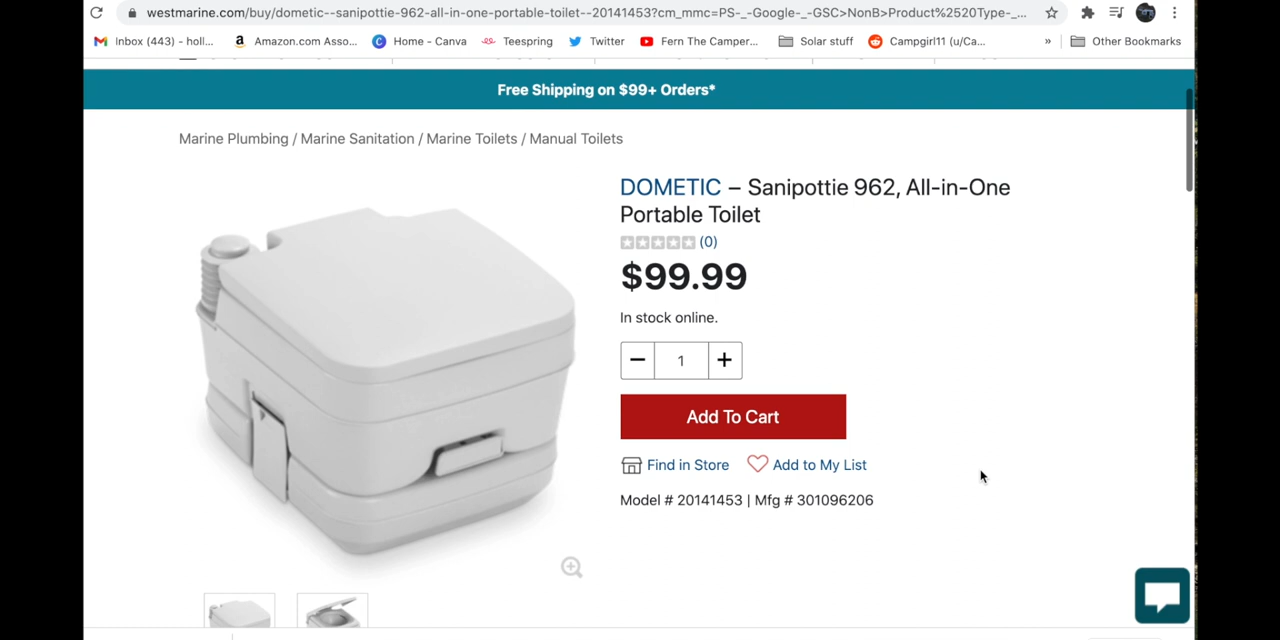 westmarine.com/buy/dometic--sanipottie-962-all-in-one-portable-toilet--20141453?cm_mmc=PS-_-Google-_-GSC>NonB>Product%2520Type-_...
Inbox (443) - holl...
Amazon.com Asso...
Home - Canva
Teespring
Twitter
Fern The Camper...
Solar stuff
Campgirl11 (u/Ca...
»
Other Bookmarks
Free Shipping on $99+ Orders*
Marine Plumbing / Marine Sanitation / Marine Toilets / Manual Toilets
DOMETIC – Sanipottie 962, All-in-One
Portable Toilet
(0)
$99.99
In stock online.
− 1 +
Add To Cart
Find in Store
Add to My List
Model # 20141453 | Mfg # 301096206